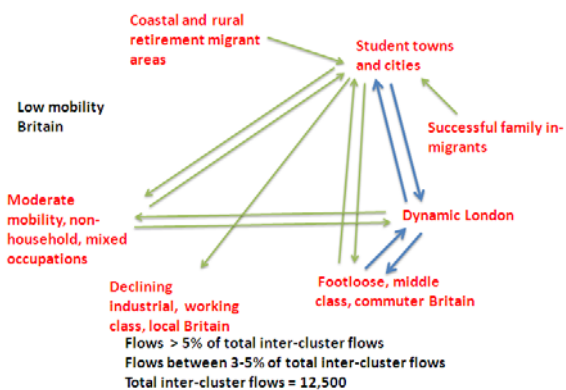 Coastal and rural
retirement migrant
areas
Student towns
and cities
Low mobility
Britain
Successful family in-
migrants
Moderate
mobility, non-
household, mixed
occupations
Dynamic London
Declining
industrial, working
class, local Britain
Footloose, middle
class, commuter Britain
Flows > 5% of total inter-cluster flows
Flows between 3-5% of total inter-cluster flows
Total inter-cluster flows = 12,500